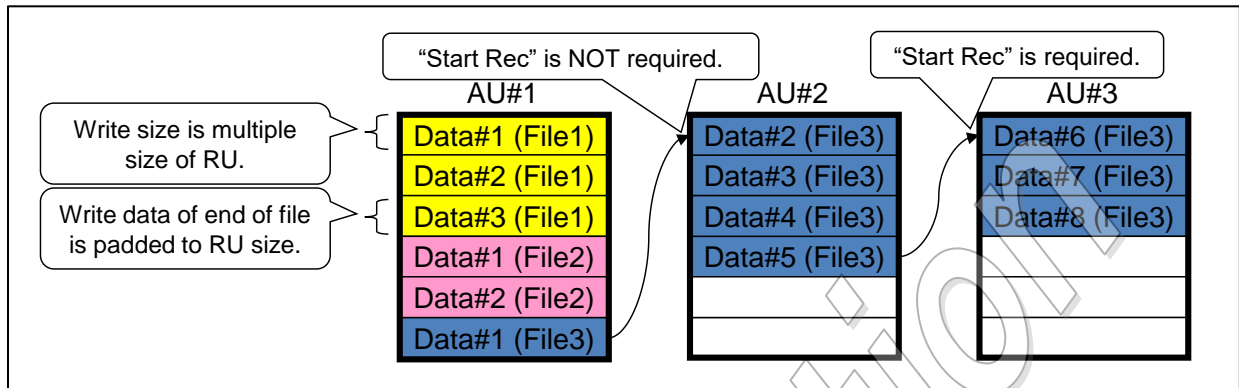 “Start Rec” is NOT required.
“Start Rec” is required.
AU#1
AU#2
AU#3
Write size is multiple
size of RU.
Write data of end of file
is padded to RU size.
Data#1 (File1)
Data#2 (File1)
Data#3 (File1)
Data#1 (File2)
Data#2 (File2)
Data#1 (File3)
Data#2 (File3)
Data#3 (File3)
Data#4 (File3)
Data#5 (File3)
Data#6 (File3)
Data#7 (File3)
Data#8 (File3)